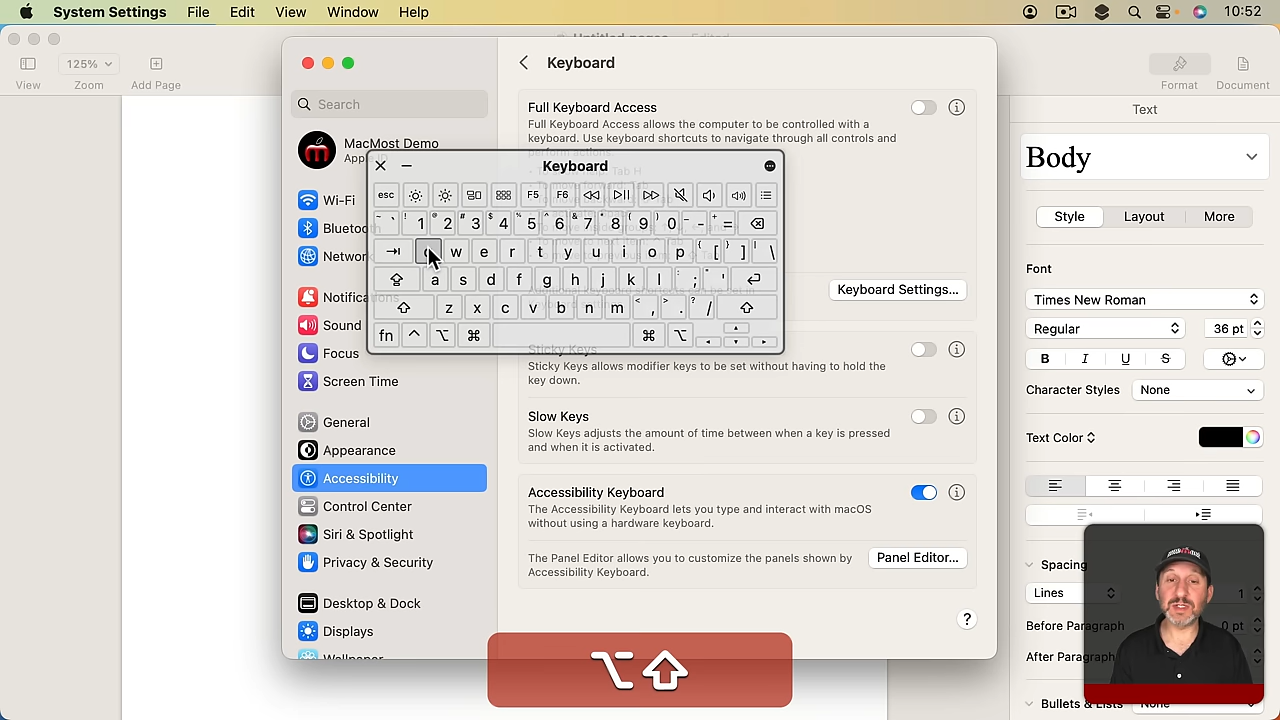 System Settings File Edit View Window Help 10:52
125%
View Zoom Add Page
Format Document
Search
MacMost Demo
Wi-Fi
Bluetooth
Network
Notifications
Sound
Focus
Screen Time
General
Appearance
Accessibility
Control Center
Siri & Spotlight
Privacy & Security
Desktop & Dock
Displays
Wallpaper
Keyboard
Full Keyboard Access
Full Keyboard Access allows the computer to be controlled with a
keyboard. Use keyboard shortcuts to navigate through all controls and
Keyboard
esc F5 F6
~ ` ! 1 @ 2 # 3 $ 4 % 5 ^ 6 & 7 * 8 ( 9 ) 0 _ - + =
w e r t y u i o p { [ } ] | \
a s d f g h j k l : ; " '
z x c v b n m < , > . ? /
fn
Keyboard Settings...
Sticky Keys
Sticky Keys allows modifier keys to be set without having to hold the
key down.
Slow Keys
Slow Keys adjusts the amount of time between when a key is pressed
and when it is activated.
Accessibility Keyboard
The Accessibility Keyboard lets you type and interact with macOS
without using a hardware keyboard.
The Panel Editor allows you to customize the panels shown by
Accessibility Keyboard.
Panel Editor...
?
⌥⇧
Text
Body
Style Layout More
Font
Times New Roman
Regular 36 pt
B I U S
Character Styles None
Text Color
Spacing
Lines 1
Before Paragraph 0 pt
After Paragraph
Bullets & Lists None